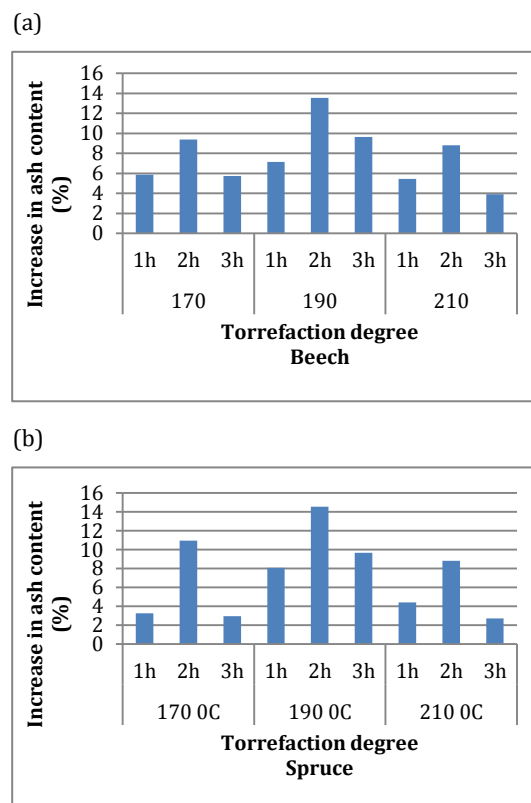 (a)
Increase in ash content
(%)
16
14
12
10
8
6
4
2
0
1h 2h 3h 1h 2h 3h 1h 2h 3h
170 190 210
Torrefaction degree
Beech
(b)
Increase in ash content
(%)
16
14
12
10
8
6
4
2
0
1h 2h 3h 1h 2h 3h 1h 2h 3h
170 0C 190 0C 210 0C
Torrefaction degree
Spruce